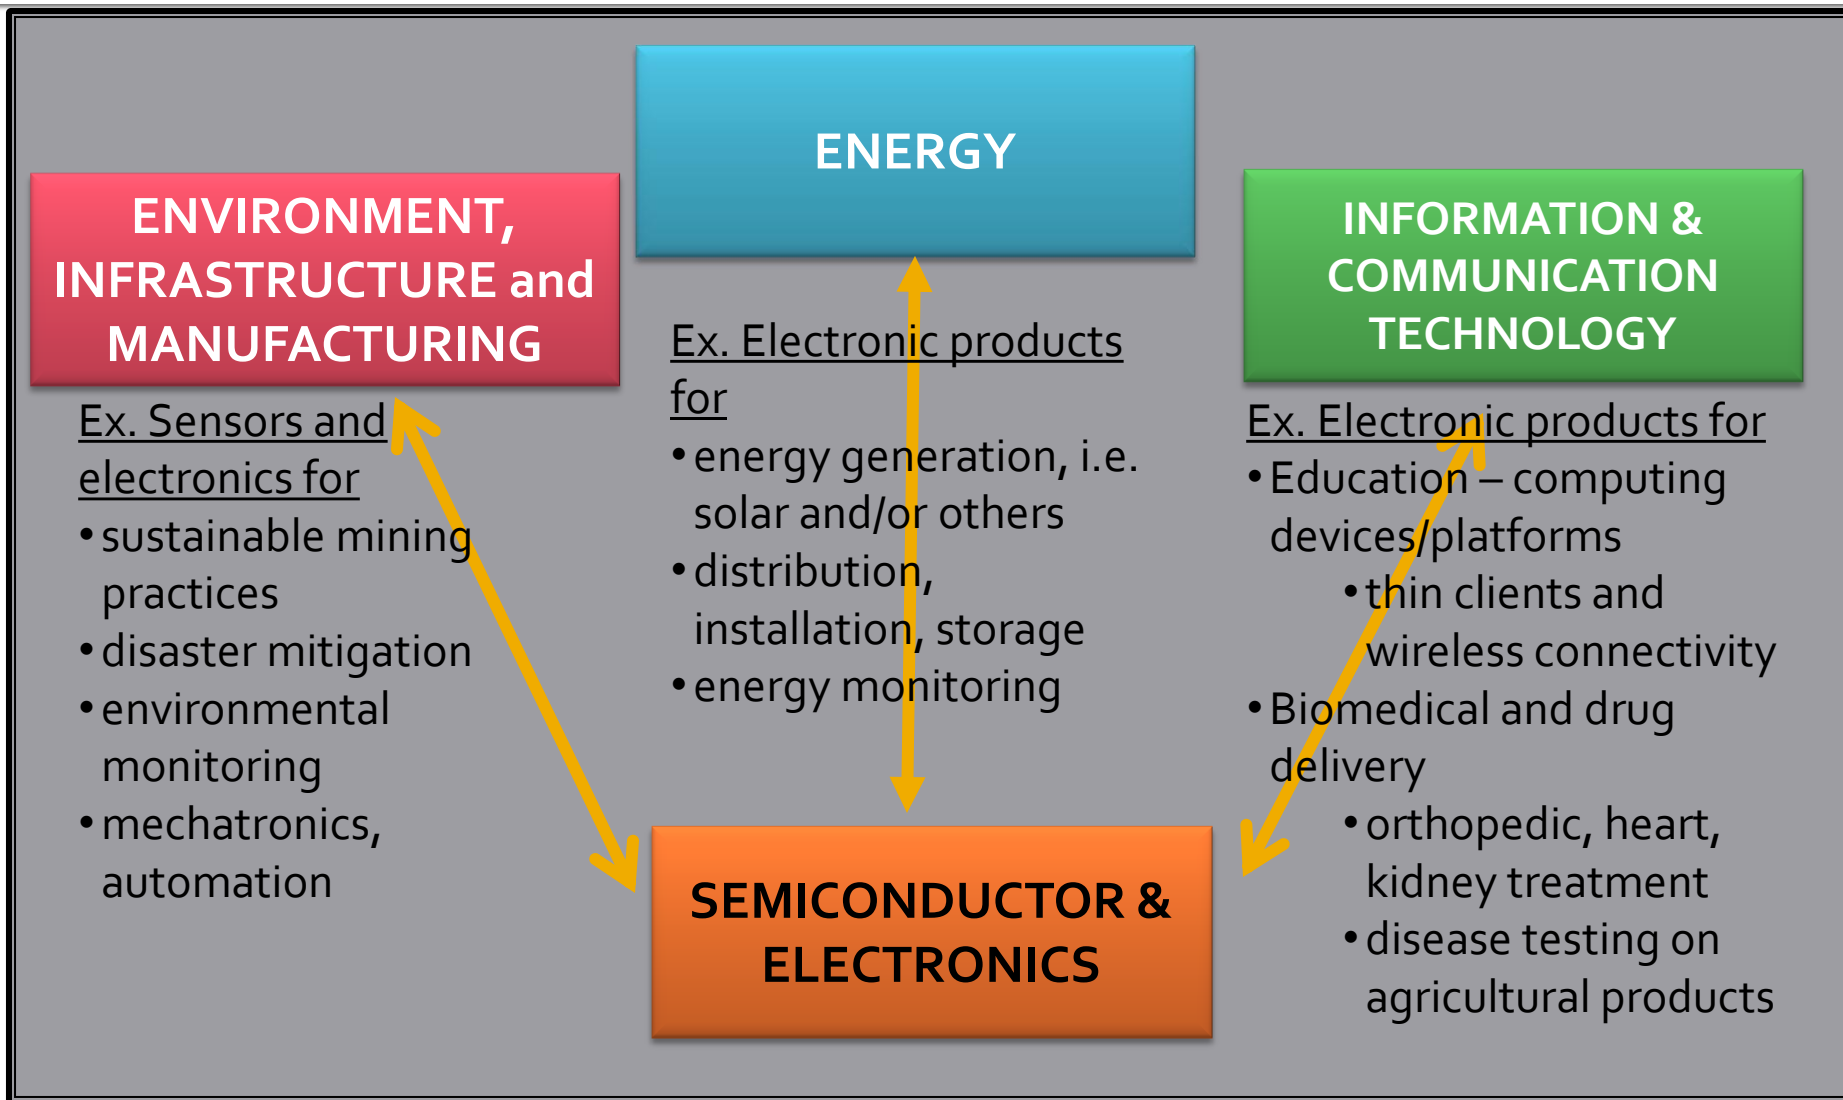 ENERGY
ENVIRONMENT,
INFRASTRUCTURE and
MANUFACTURING
INFORMATION &
COMMUNICATION
TECHNOLOGY
Ex. Sensors and
electronics for
•sustainable mining
practices
•disaster mitigation
•environmental
monitoring
•mechatronics,
automation
Ex. Electronic products
for
•energy generation, i.e.
solar and/or others
•distribution,
installation, storage
•energy monitoring
Ex. Electronic products for
•Education – computing
devices/platforms
•thin clients and
wireless connectivity
•Biomedical and drug
delivery
•orthopedic, heart,
kidney treatment
•disease testing on
agricultural products
SEMICONDUCTOR &
ELECTRONICS